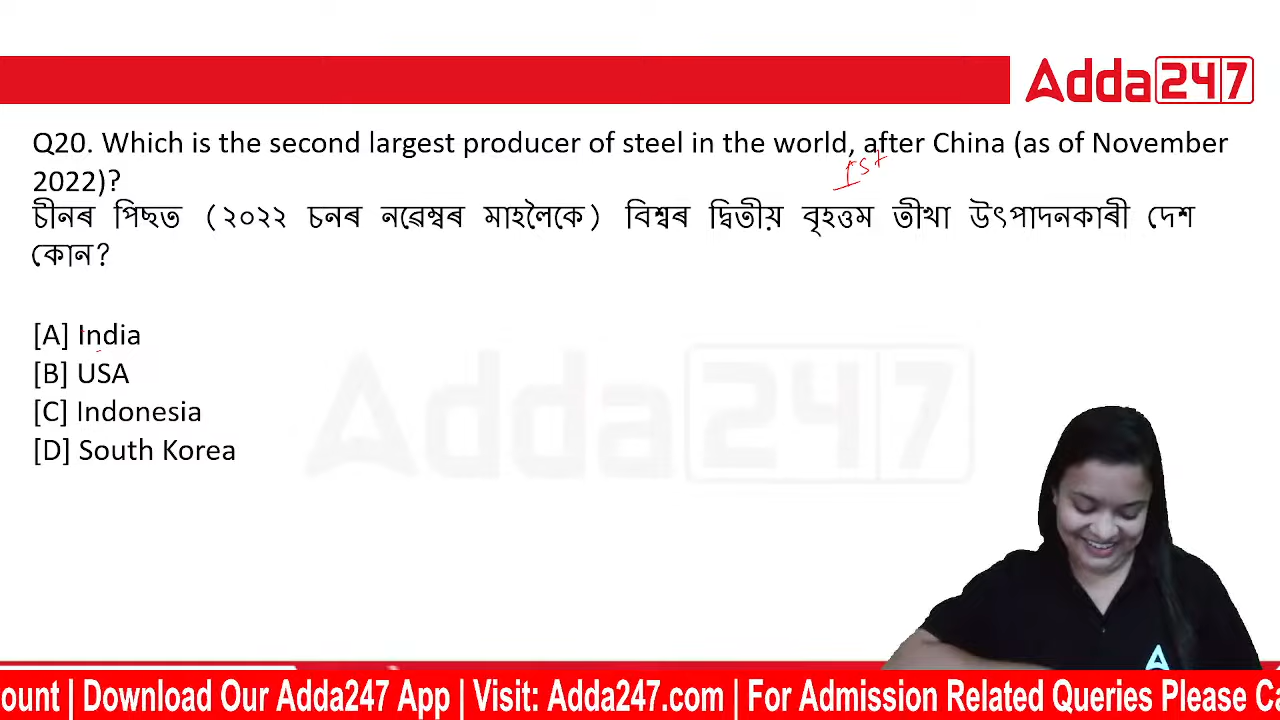 Adda247
Q20. Which is the second largest producer of steel in the world, after China (as of November
1st
2022)?
চীনৰ পিছত (২০২২ চনৰ নৱেম্বৰ মাহলৈকে) বিশ্বৰ দ্বিতীয় বৃহত্তম তীখা উৎপাদনকাৰী দেশ
কোন?
[A] India
[B] USA
[C] Indonesia
[D] South Korea
Adda247
ount | Download Our Adda247 App | Visit: Adda247.com | For Admission Related Queries Please Ca